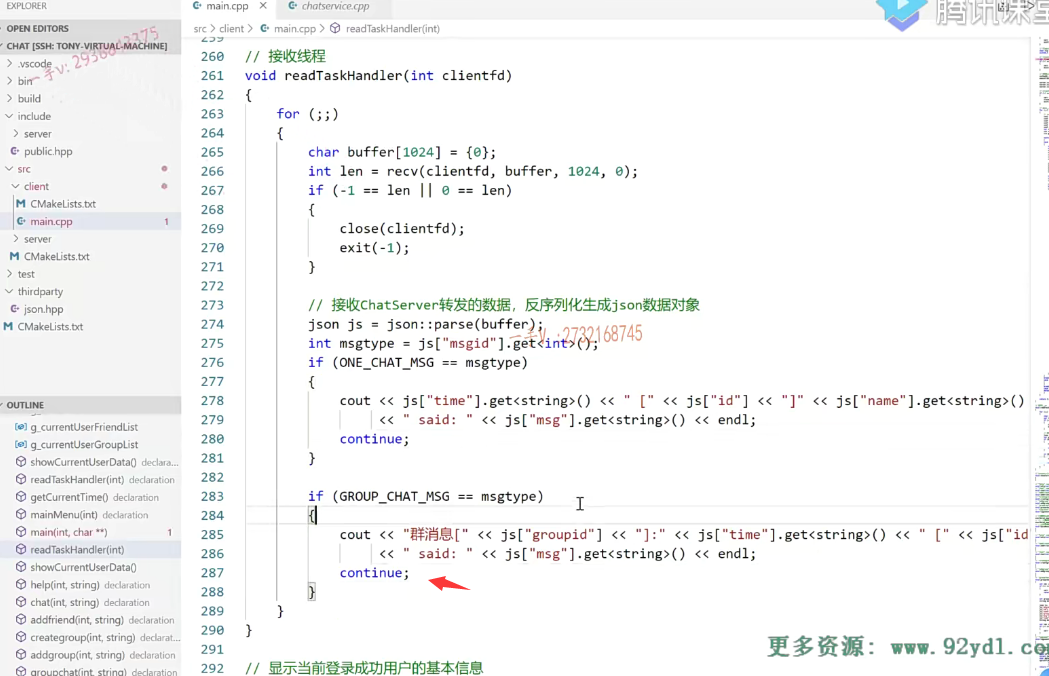 EXPLORER
OPEN EDITORS
CHAT [SSH: TONY-VIRTUAL-MACHINE]
.vscode
bin
build
include
server
public.hpp
src
client
CMakeLists.txt
main.cpp 1
server
CMakeLists.txt
test
thirdparty
json.hpp
CMakeLists.txt
OUTLINE
g_currentUserFriendList
g_currentUserGroupList
showCurrentUserData() declara...
readTaskHandler(int) declaration
getCurrentTime() declaration
mainMenu(int) declaration
main(int, char **) 1
readTaskHandler(int)
showCurrentUserData()
help(int, string) declaration
chat(int, string) declaration
addfriend(int, string) declaration
creategroup(int, string) declarat...
addgroup(int, string) declaration
groupchat(int, string) declaration
main.cpp
chatservice.cpp
src > client > main.cpp > readTaskHandler(int)
259
260 // 接收线程
261 void readTaskHandler(int clientfd)
262 {
263 for (;;)
264 {
265 char buffer[1024] = {0};
266 int len = recv(clientfd, buffer, 1024, 0);
267 if (-1 == len || 0 == len)
268 {
269 close(clientfd);
270 exit(-1);
271 }
272
273 // 接收ChatServer转发的数据，反序列化生成json数据对象
274 json js = json::parse(buffer);
275 int msgtype = js["msgid"].get<int>();
276 if (ONE_CHAT_MSG == msgtype)
277 {
278 cout << js["time"].get<string>() << " [" << js["id"] << "]" << js["name"].get<string>()
279 << " said: " << js["msg"].get<string>() << endl;
280 continue;
281 }
282
283 if (GROUP_CHAT_MSG == msgtype)
284 {
285 cout << "群消息[" << js["groupid"] << "]:" << js["time"].get<string>() << " [" << js["id
286 << " said: " << js["msg"].get<string>() << endl;
287 continue;
288 }
289 }
290 }
291
292 // 显示当前登录成功用户的基本信息
腾讯课堂
一手v:2732168745
更多资源：www.92ydl.co